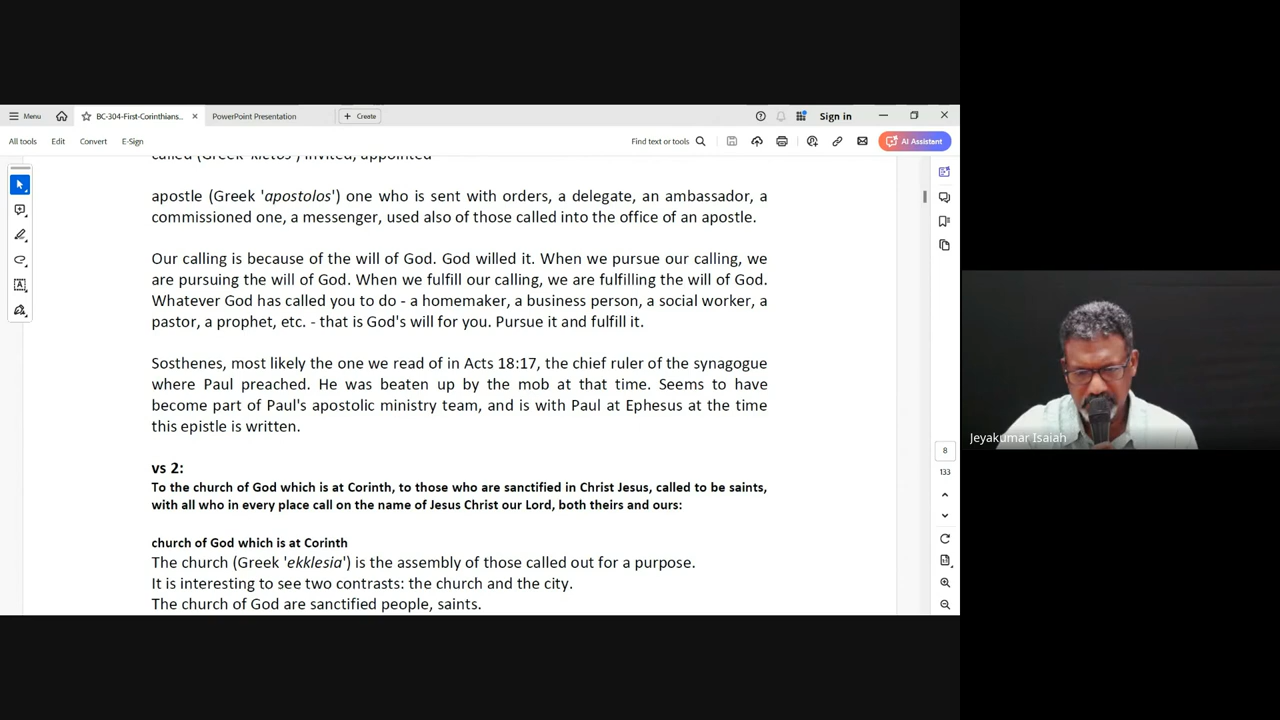 Menu
BC-304-First-Corinthians...
PowerPoint Presentation
Create
Sign in
All tools
Edit
Convert
E-Sign
Find text or tools
AI Assistant
called (Greek 'kletos') invited, appointed
apostle (Greek 'apostolos') one who is sent with orders, a delegate, an ambassador, a
commissioned one, a messenger, used also of those called into the office of an apostle.
Our calling is because of the will of God. God willed it. When we pursue our calling, we
are pursuing the will of God. When we fulfill our calling, we are fulfilling the will of God.
Whatever God has called you to do - a homemaker, a business person, a social worker, a
pastor, a prophet, etc. - that is God's will for you. Pursue it and fulfill it.
Sosthenes, most likely the one we read of in Acts 18:17, the chief ruler of the synagogue
where Paul preached. He was beaten up by the mob at that time. Seems to have
become part of Paul's apostolic ministry team, and is with Paul at Ephesus at the time
this epistle is written.
vs 2:
To the church of God which is at Corinth, to those who are sanctified in Christ Jesus, called to be saints,
with all who in every place call on the name of Jesus Christ our Lord, both theirs and ours:
church of God which is at Corinth
The church (Greek 'ekklesia') is the assembly of those called out for a purpose.
It is interesting to see two contrasts: the church and the city.
The church of God are sanctified people, saints.
8
133
Jeyakumar Isaiah